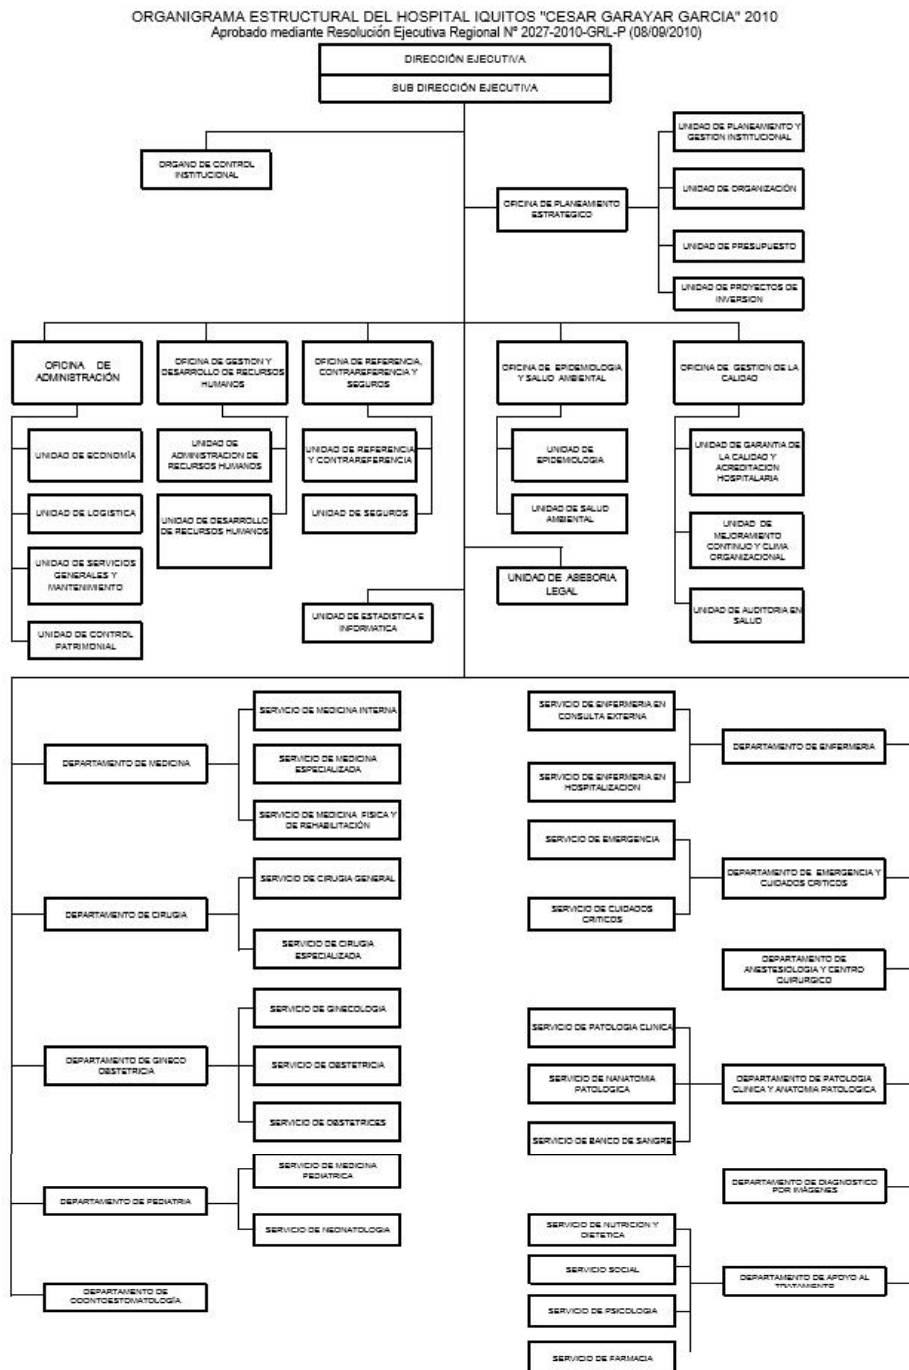 ORGANIGRAMA ESTRUCTURAL DEL HOSPITAL IQUITOS "CESAR GARAYAR GARCIA" 2010
Aprobado mediante Resolución Ejecutiva Regional Nº 2027-2010-GRL-P (08/09/2010)
DIRECCIÓN EJECUTIVA
SUB DIRECCIÓN EJECUTIVA
ORGANO DE CONTROL
INSTITUCIONAL
OFICINA DE PLANEAMIENTO
ESTRATEGICO
UNIDAD DE PLANEAMIENTO Y
GESTION INSTITUCIONAL
UNIDAD DE ORGANIZACIÓN
UNIDAD DE PRESUPUESTO
UNIDAD DE PROYECTOS DE
INVERSION
OFICINA DE
ADMINISTRACIÓN
UNIDAD DE ECONOMÍA
UNIDAD DE LOGISTICA
UNIDAD DE SERVICIOS
GENERALES Y
MANTENIMIENTO
UNIDAD DE CONTROL
PATRIMONIAL
OFICINA DE GESTION Y
DESARROLLO DE RECURSOS
HUMANOS
UNIDAD DE
ADMINISTRACION DE
RECURSOS HUMANOS
UNIDAD DE DESARROLLO
DE RECURSOS HUMANOS
OFICINA DE REFERENCIA,
CONTRAREFERENCIA Y
SEGUROS
UNIDAD DE REFERENCIA
Y CONTRAREFERENCIA
UNIDAD DE SEGUROS
OFICINA DE EPIDEMIOLOGIA
Y SALUD AMBIENTAL
UNIDAD DE
EPIDEMIOLOGIA
UNIDAD DE SALUD
AMBIENTAL
OFICINA DE GESTION DE LA
CALIDAD
UNIDAD DE GARANTIA DE
LA CALIDAD Y
ACREDITACION
HOSPITALARIA
UNIDAD DE
MEJORAMIENTO
CONTINUO Y CLIMA
ORGANIZACIONAL
UNIDAD DE AUDITORIA EN
SALUD
UNIDAD DE ASESORIA
LEGAL
UNIDAD DE ESTADISTICA E
INFORMATICA
DEPARTAMENTO DE MEDICINA
SERVICIO DE MEDICINA INTERNA
SERVICIO DE MEDICINA
ESPECIALIZADA
SERVICIO DE MEDICINA FISICA Y
DE REHABILITACIÓN
DEPARTAMENTO DE CIRUGIA
SERVICIO DE CIRUGIA GENERAL
SERVICIO DE CIRUGIA
ESPECIALIZADA
DEPARTAMENTO DE GINECO
OBSTETRICIA
SERVICIO DE GINECOLOGIA
SERVICIO DE OBSTETRICIA
SERVICIO DE OBSTETRICES
DEPARTAMENTO DE PEDIATRIA
SERVICIO DE MEDICINA
PEDIATRICA
SERVICIO DE NEONATOLOGIA
DEPARTAMENTO DE
ODONTOESTOMATOLOGÍA
SERVICIO DE ENFERMERIA EN
CONSULTA EXTERNA
SERVICIO DE ENFERMERIA EN
HOSPITALIZACION
DEPARTAMENTO DE ENFERMERIA
SERVICIO DE EMERGENCIA
SERVICIO DE CUIDADOS
CRITICOS
DEPARTAMENTO DE EMERGENCIA Y
CUIDADOS CRITICOS
DEPARTAMENTO DE
ANESTESIOLOGIA Y CENTRO
QUIRURGICO
SERVICIO DE PATOLOGIA CLINICA
SERVICIO DE NANATOMIA
PATOLOGICA
SERVICIO DE BANCO DE SANGRE
DEPARTAMENTO DE PATOLOGIA
CLINICA Y ANATOMIA PATOLOGICA
DEPARTAMENTO DE DIAGNOSTICO
POR IMÁGENES
SERVICIO DE NUTRICION Y
DIETETICA
SERVICIO SOCIAL
SERVICIO DE PSICOLOGIA
SERVICIO DE FARMACIA
DEPARTAMENTO DE APOYO AL
TRATAMIENTO